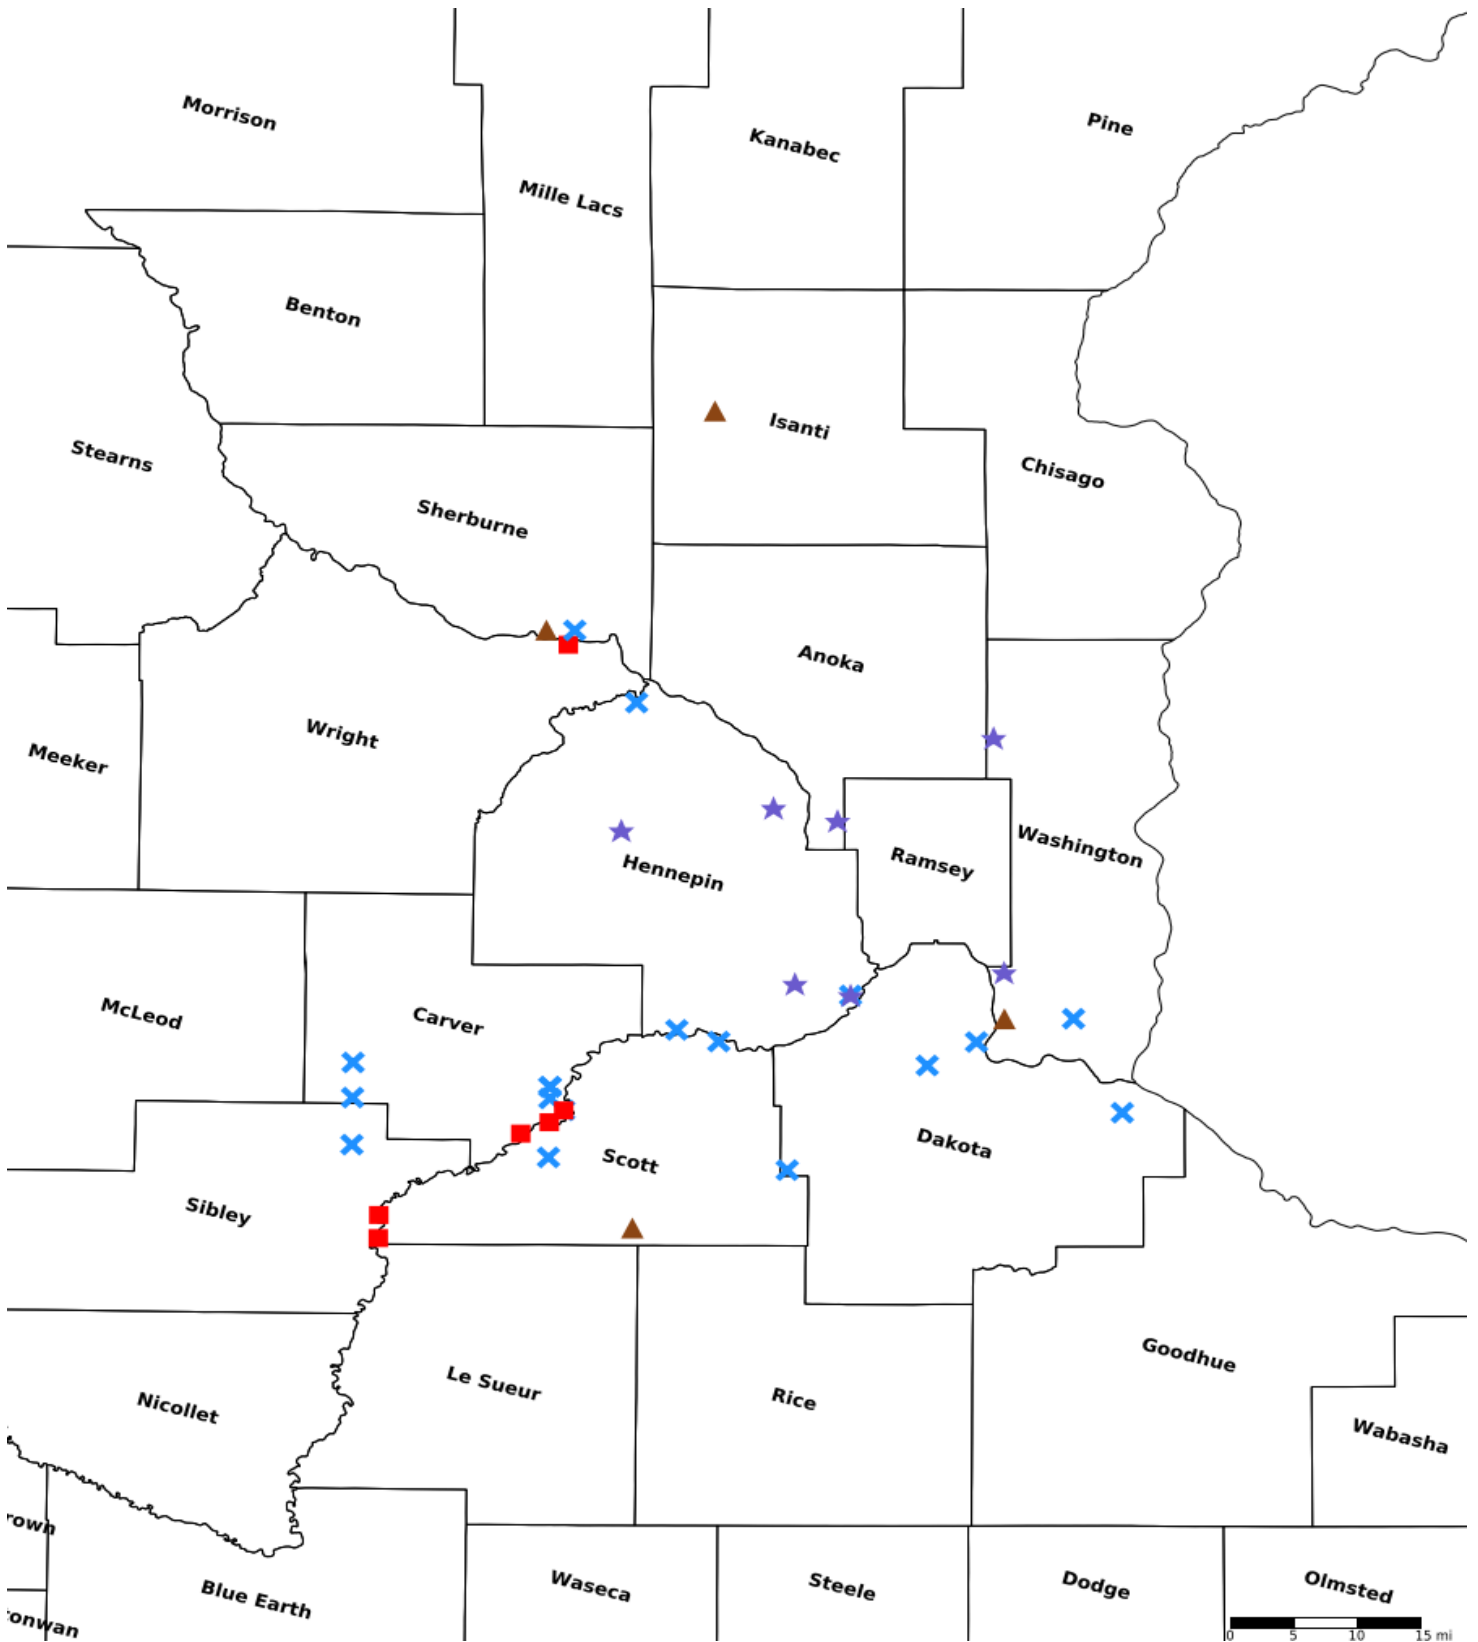 Morrison
Pine
Kanabec
Mille Lacs
Benton
Isanti
Stearns
Chisago
Sherburne
Anoka
Wright
Meeker
Washington
Ramsey
Hennepin
McLeod
Carver
Dakota
Scott
Sibley
Goodhue
Le Sueur
Rice
Nicollet
Wabasha
rown
Waseca
Steele
Dodge
Olmsted
Blue Earth
tonwan
0 5 10 15 mi